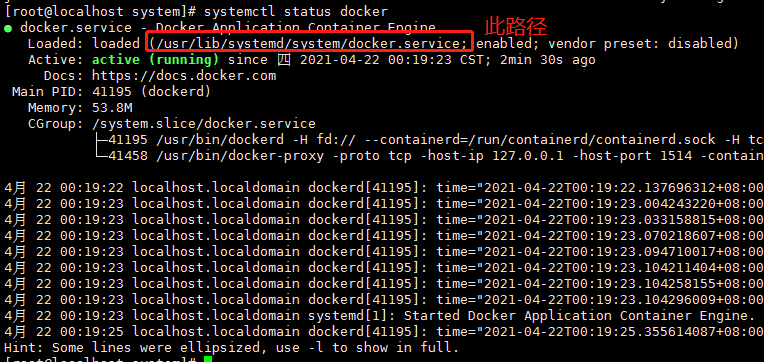 [root@localhost system]# systemctl status docker
● docker.service - Docker Application Container Engine 此路径
Loaded: loaded (/usr/lib/systemd/system/docker.service; enabled; vendor preset: disabled)
Active: active (running) since 四 2021-04-22 00:19:23 CST; 2min 30s ago
Docs: https://docs.docker.com
Main PID: 41195 (dockerd)
Memory: 53.8M
CGroup: /system.slice/docker.service
├─41195 /usr/bin/dockerd -H fd:// --containerd=/run/containerd/containerd.sock -H tc
└─41458 /usr/bin/docker-proxy -proto tcp -host-ip 127.0.0.1 -host-port 1514 -contain
4月 22 00:19:22 localhost.localdomain dockerd[41195]: time="2021-04-22T00:19:22.137696312+08:00
4月 22 00:19:23 localhost.localdomain dockerd[41195]: time="2021-04-22T00:19:23.004243220+08:00
4月 22 00:19:23 localhost.localdomain dockerd[41195]: time="2021-04-22T00:19:23.033158815+08:00
4月 22 00:19:23 localhost.localdomain dockerd[41195]: time="2021-04-22T00:19:23.070218607+08:00
4月 22 00:19:23 localhost.localdomain dockerd[41195]: time="2021-04-22T00:19:23.094710017+08:00
4月 22 00:19:23 localhost.localdomain dockerd[41195]: time="2021-04-22T00:19:23.104211404+08:00
4月 22 00:19:23 localhost.localdomain dockerd[41195]: time="2021-04-22T00:19:23.104258155+08:00
4月 22 00:19:23 localhost.localdomain dockerd[41195]: time="2021-04-22T00:19:23.104296009+08:00
4月 22 00:19:23 localhost.localdomain systemd[1]: Started Docker Application Container Engine.
4月 22 00:19:25 localhost.localdomain dockerd[41195]: time="2021-04-22T00:19:25.355614087+08:00
Hint: Some lines were ellipsized, use -l to show in full.
[root@localhost system]#